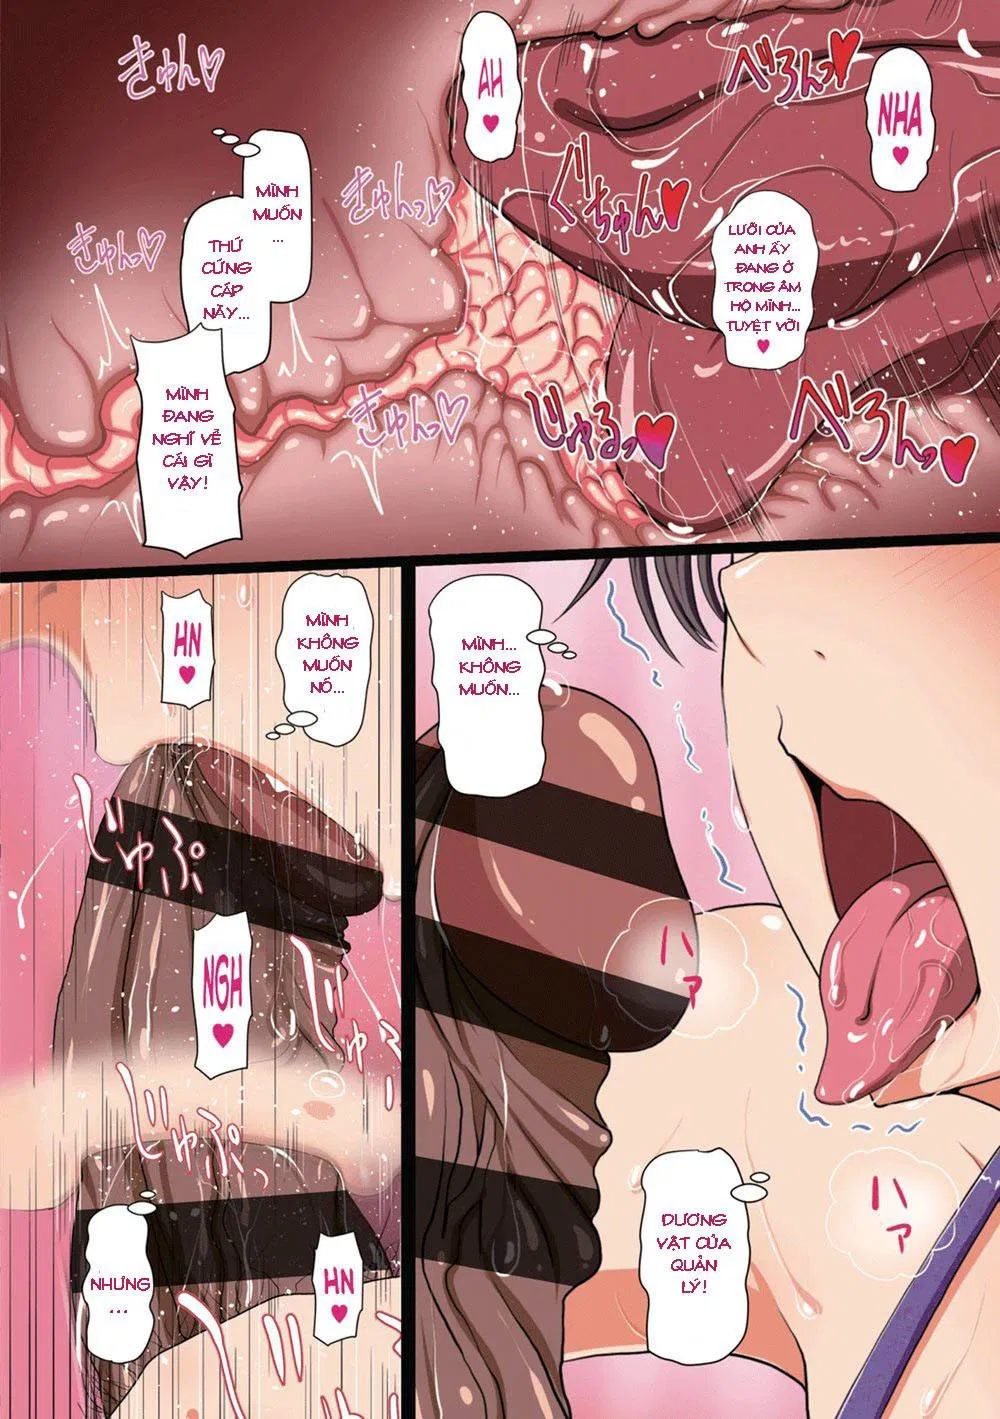 べろんっ♥
NHA
♥
AH
♥
きゅん♡
ぐちゅん♥
LƯỠI CỦA
ANH ẤY
ĐANG Ở
TRONG ÂM
HỘ MÌNH...
TUYỆT VỜI
♥
きゅんっ♡
MÌNH
MUỐN
...
THỨ
CỨNG
CÁP
NÀY...
きゅんっ♡
MÌNH
ĐANG
NGHĨ VỀ
CÁI GÌ
VẬY!
べろんっ♥
じゅるっ♥
きゅんっ♡
MÌNH...
KHÔNG
MUỐN...
ハァ
ハァ
DƯƠNG
VẬT CỦA
QUẢN
LÝ!
MÌNH
KHÔNG
MUỐN
NÓ...
HN
♥
じゅぷ
NGH
♥
じゅぷっ
HN
♥
NHƯNG
...